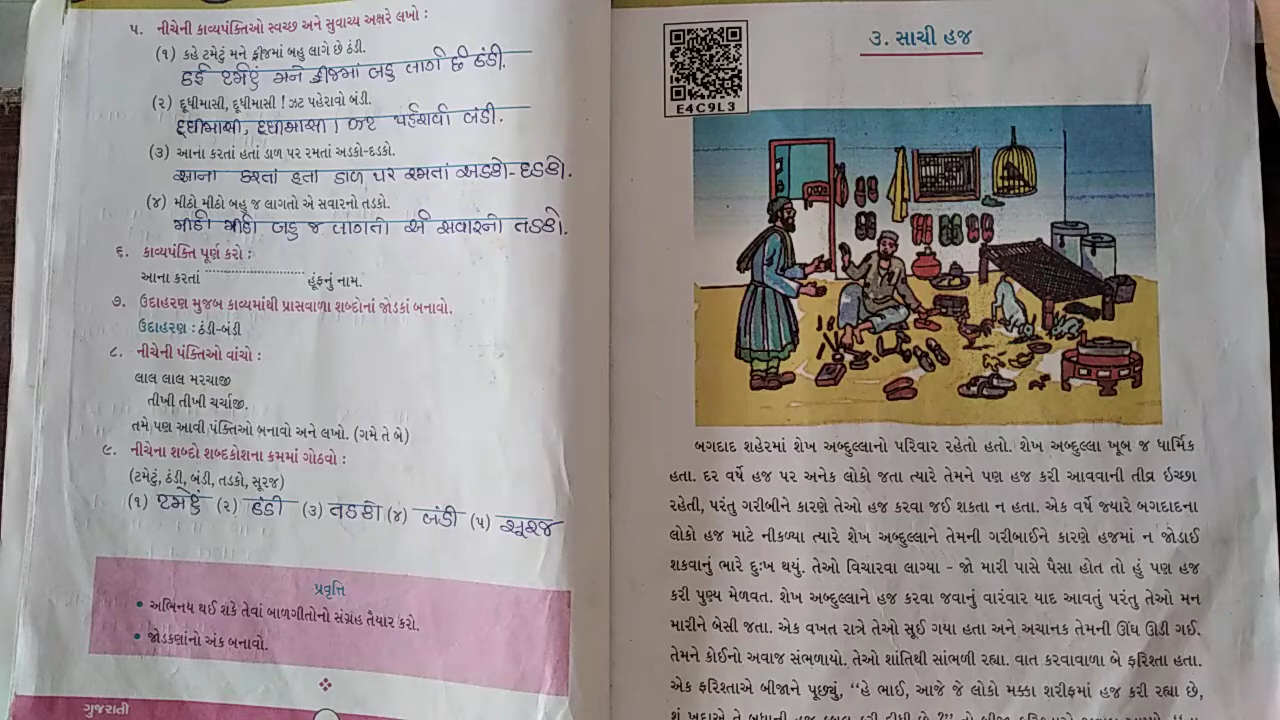 ૫. નીચેની કાવ્યપંક્તિઓ સ્વચ્છ અને સુવાચ્ય અક્ષરે લખો :
(૧) કહે ટમેટું મને ફ્રીજમાં બહુ લાગે છે ઠંડી.
કહે ટમેટું મને ફ્રીજમાં બહુ લાગે છે ઠંડી.
(૨) દૂધીમાસી, દૂધીમાસી ! ઝટ પહેરાવો બંડી.
દૂધીમાસી, દૂધીમાસી ! ઝટ પહેરાવો બંડી.
(૩) આના કરતાં હતાં ડાળ પર રમતાં અડકો-દડકો.
આના કરતાં હતાં ડાળ પર રમતાં અડકો-દડકો.
(૪) મીઠો મીઠો બહુ જ લાગતો એ સવારનો તડકો.
મીઠો મીઠો બહુ જ લાગતો એ સવારનો તડકો.
૬. કાવ્યપંક્તિ પૂર્ણ કરો :
આના કરતાં ........................ હૂંફનું નામ.
૭. ઉદાહરણ મુજબ કાવ્યમાંથી પ્રાસવાળા શબ્દોનાં જોડકાં બનાવો.
ઉદાહરણ : ઠંડી-બંડી
૮. નીચેની પંક્તિઓ વાંચો :
લાલ લાલ મરચાજી
તીખી તીખી ચર્ચાજી.
તમે પણ આવી પંક્તિઓ બનાવો અને લખો. (ગમે તે બે)
૯. નીચેના શબ્દો શબ્દકોશના ક્રમમાં ગોઠવો :
(ટમેટું, ઠંડી, બંડી, તડકો, સૂરજ)
(૧) ટમેટું (૨) ઠંડી (૩) તડકો (૪) બંડી (૫) સૂરજ
પ્રવૃત્તિ
• અભિનય થઈ શકે તેવાં બાળગીતોનો સંગ્રહ તૈયાર કરો.
• જોડકણાંનો અંક બનાવો.
ગુજરાતી
E4C9L3
૩. સાચી હજ
બગદાદ શહેરમાં શેખ અબ્દુલ્લાનો પરિવાર રહેતો હતો. શેખ અબ્દુલ્લા ખૂબ જ ધાર્મિક
હતા. દર વર્ષે હજ પર અનેક લોકો જતા ત્યારે તેમને પણ હજ કરી આવવાની તીવ્ર ઇચ્છા
રહેતી, પરંતુ ગરીબીને કારણે તેઓ હજ કરવા જઈ શકતા ન હતા. એક વર્ષે જ્યારે બગદાદના
લોકો હજ માટે નીકળ્યા ત્યારે શેખ અબ્દુલ્લાને તેમની ગરીબાઈને કારણે હજમાં ન જોડાઈ
શકવાનું ભારે દુઃખ થયું. તેઓ વિચારવા લાગ્યા - જો મારી પાસે પૈસા હોત તો હું પણ હજ
કરી પુણ્ય મેળવત. શેખ અબ્દુલ્લાને હજ કરવા જવાનું વારંવાર યાદ આવતું પરંતુ તેઓ મન
મારીને બેસી જતા. એક વખત રાત્રે તેઓ સૂઈ ગયા હતા અને અચાનક તેમની ઊંઘ ઊડી ગઈ.
તેમને કોઈનો અવાજ સંભળાયો. તેઓ શાંતિથી સાંભળી રહ્યા. વાત કરવાવાળા બે ફરિશ્તા હતા.
એક ફરિશ્તાએ બીજાને પૂછ્યું, “હે ભાઈ, આજે જે લોકો મક્કા શરીફમાં હજ કરી રહ્યા છે,